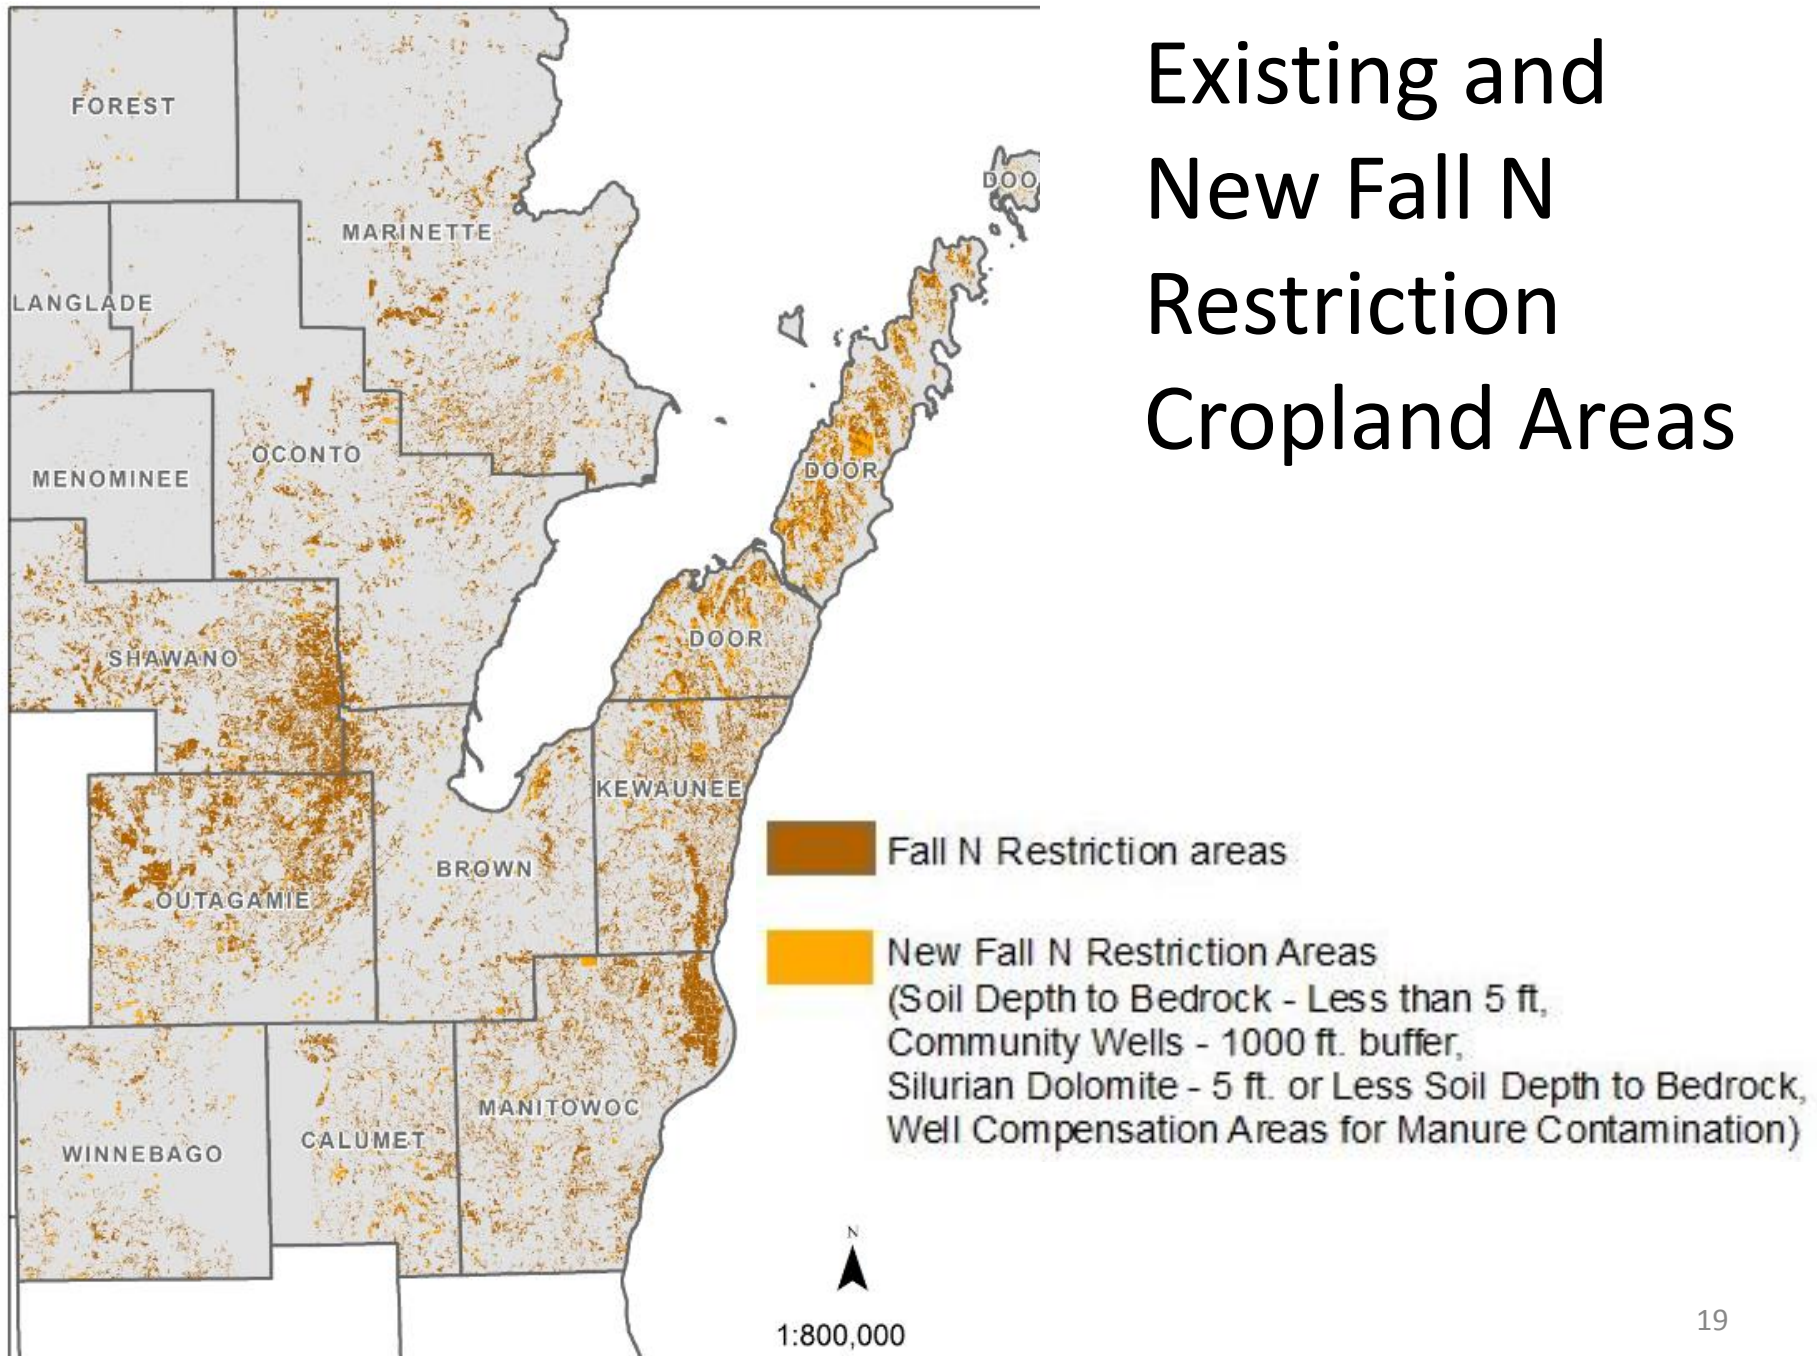 Existing and
New Fall N
Restriction
Cropland Areas
FOREST
DOO
MARINETTE
LANGLADE
OCONTO
MENOMINEE
DOOR
DOOR
SHAWANO
KEWAUNEE
BROWN
OUTAGAMIE
MANITOWOC
CALUMET
WINNEBAGO
Fall N Restriction areas
New Fall N Restriction Areas
(Soil Depth to Bedrock - Less than 5 ft,
Community Wells - 1000 ft. buffer,
Silurian Dolomite - 5 ft. or Less Soil Depth to Bedrock,
Well Compensation Areas for Manure Contamination)
N
1:800,000
19